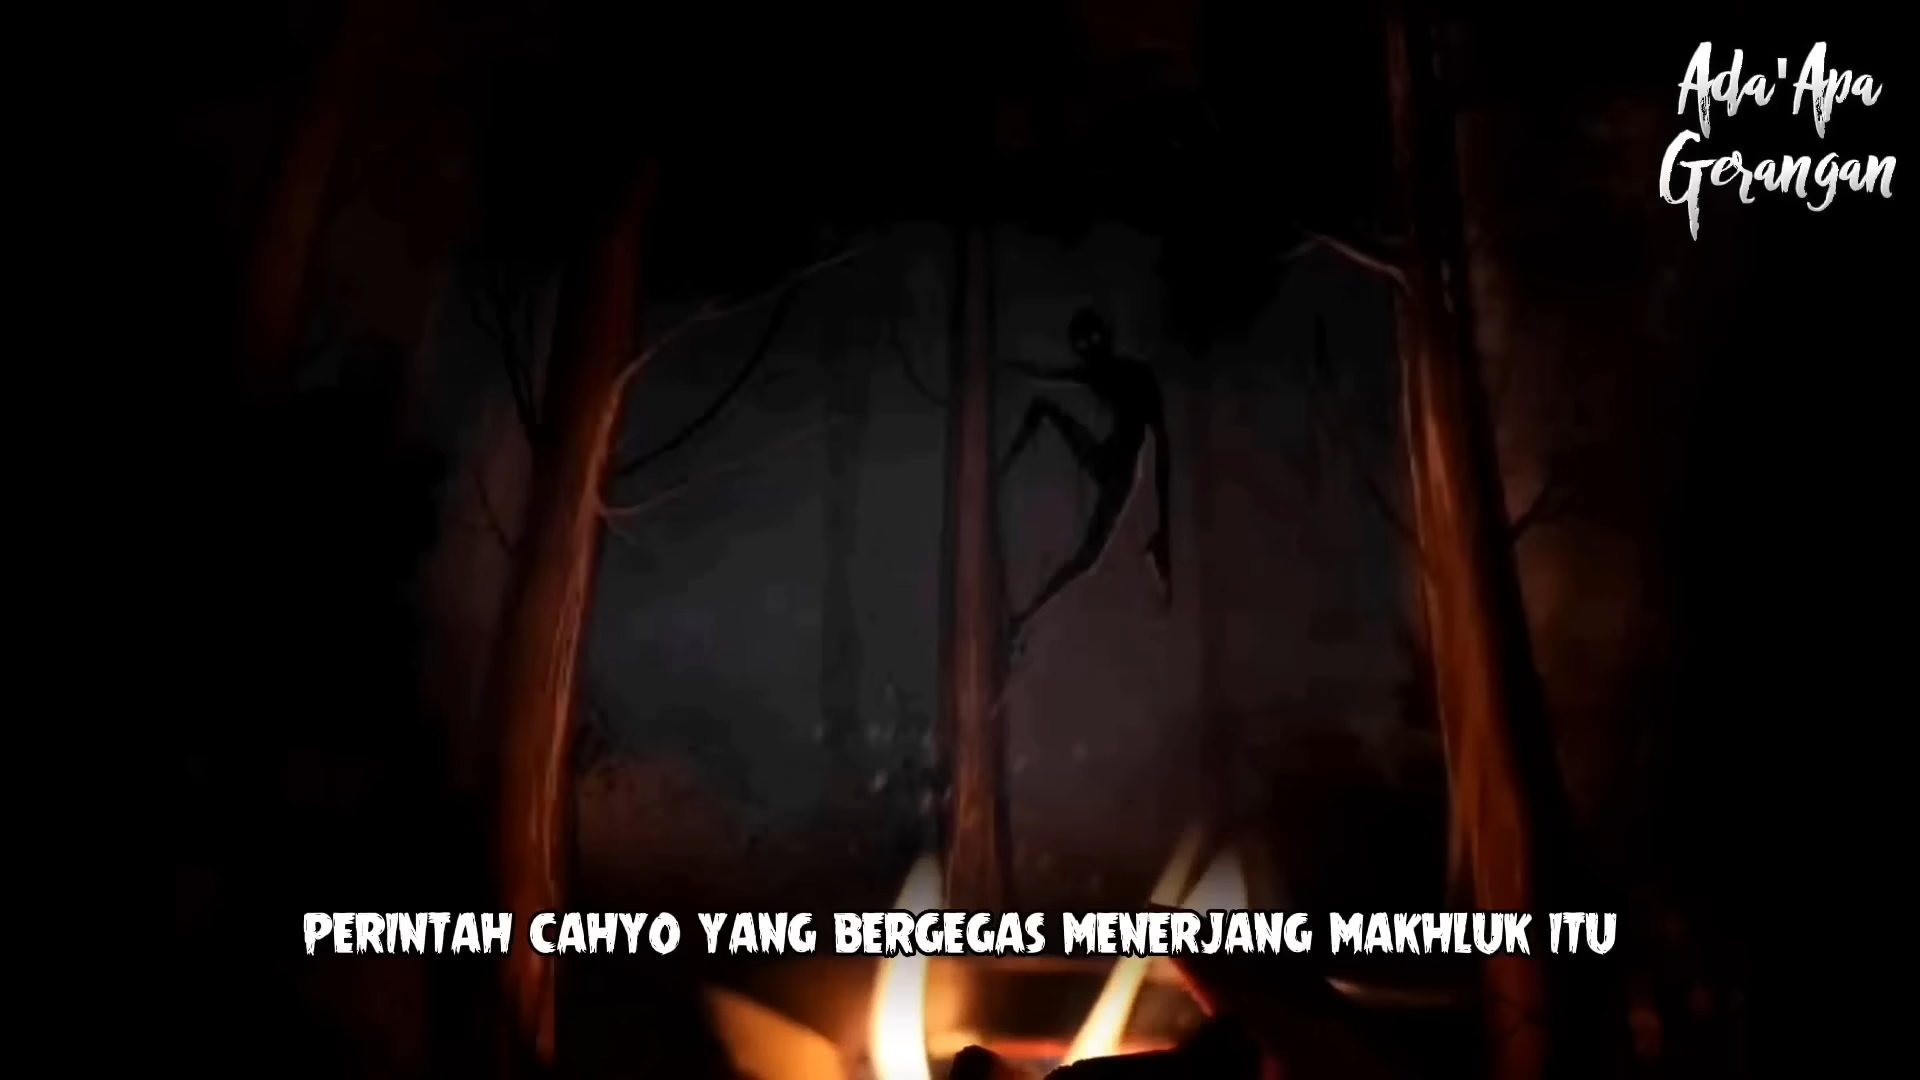 Ada'Apa
Gerangan
PERINTAH CAHYO YANG BERGEGAS MENERJANG MAKHLUK ITU